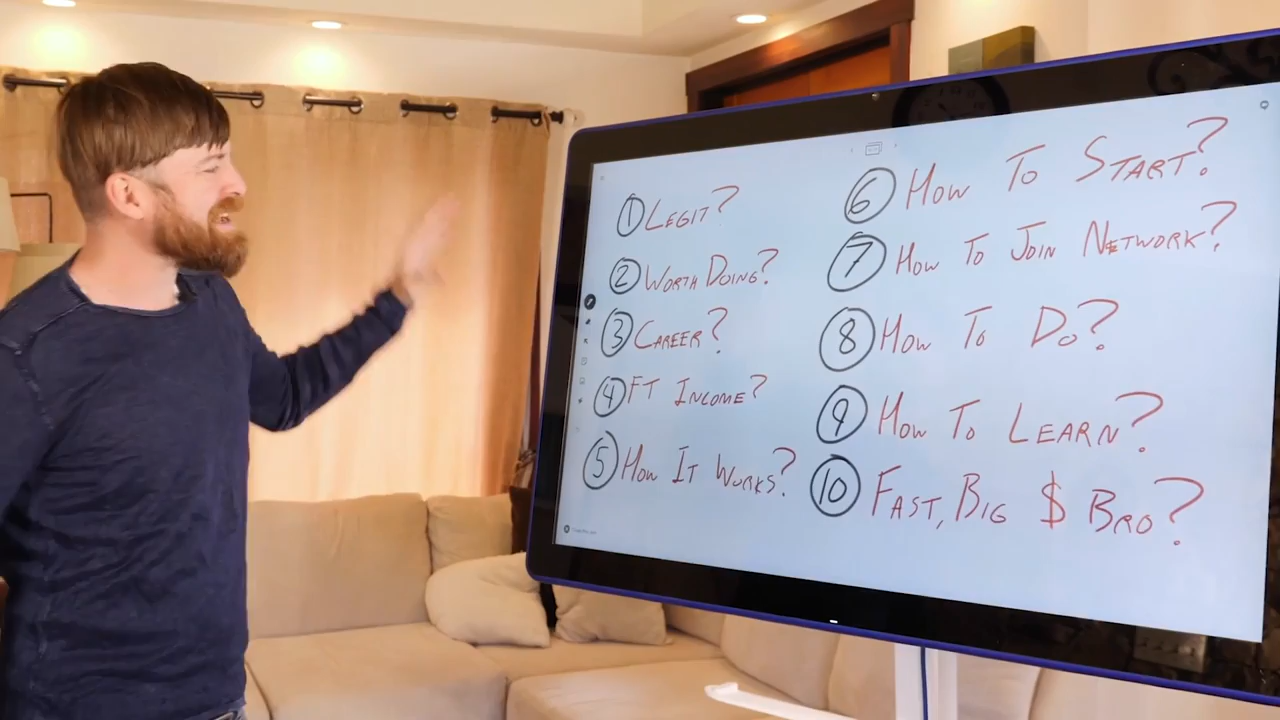 1 LEGIT?
2 WORTH DOING?
3 CAREER?
4 FT INCOME?
5 HOW IT WORKS?
6 HOW TO START?
7 HOW TO JOIN NETWORK?
8 HOW TO DO?
9 HOW TO LEARN?
10 FAST, BIG $ BRO?